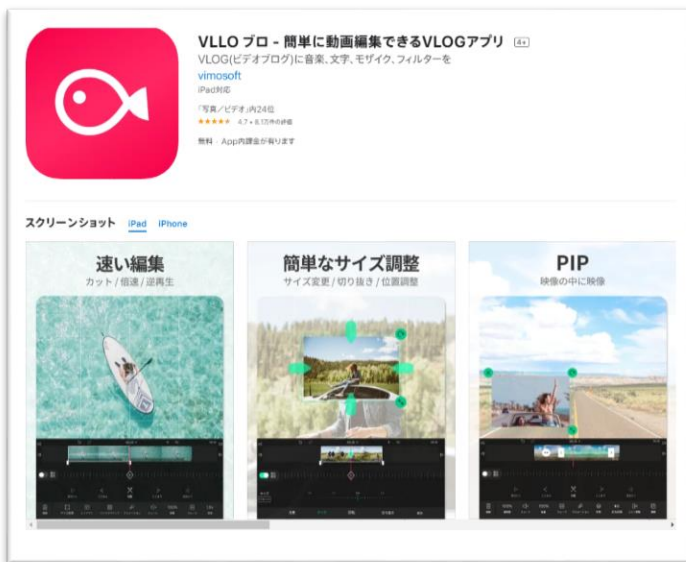 VLLO ブロ - 簡単に動画編集できるVLOGアプリ 4+
VLOG(ビデオブログ)に音楽、文字、モザイク、フィルターを
vimosoft
iPad対応
「写真／ビデオ」内24位
★★★★★ 4.7 • 8.1万件の評価
無料 · App内課金が有ります
スクリーンショット iPad iPhone
速い編集
カット / 倍速 / 逆再生
簡単なサイズ調整
サイズ変更 / 切り抜き / 位置調整
PIP
映像の中に映像